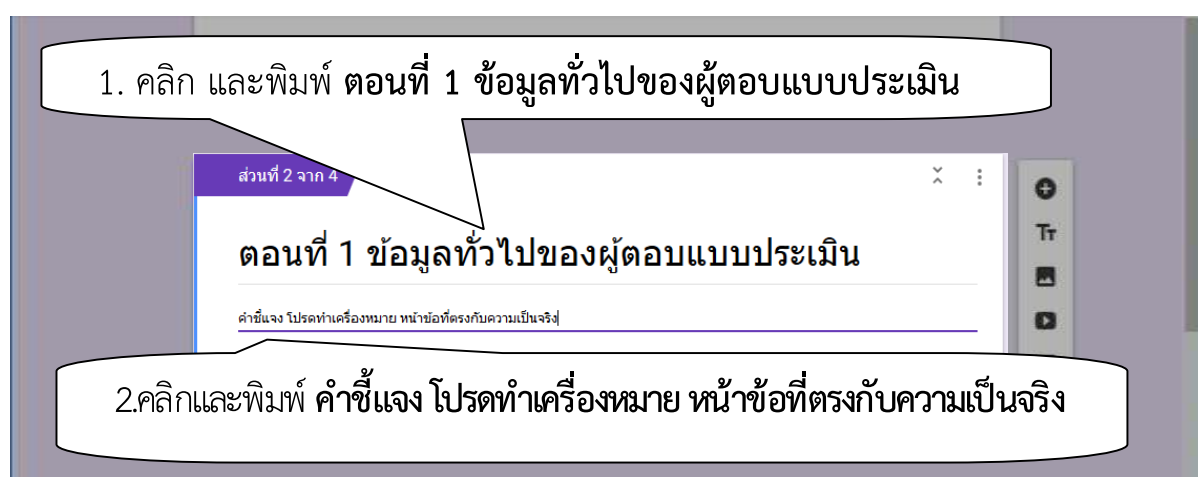 1. คลิก และพิมพ์ ตอนที่ 1 ข้อมูลทั่วไปของผู้ตอบแบบประเมิน
ส่วนที่ 2 จาก 4
ตอนที่ 1 ข้อมูลทั่วไปของผู้ตอบแบบประเมิน
คำชี้แจง โปรดทำเครื่องหมาย หน้าข้อที่ตรงกับความเป็นจริง
2.คลิกและพิมพ์ คำชี้แจง โปรดทำเครื่องหมาย หน้าข้อที่ตรงกับความเป็นจริง